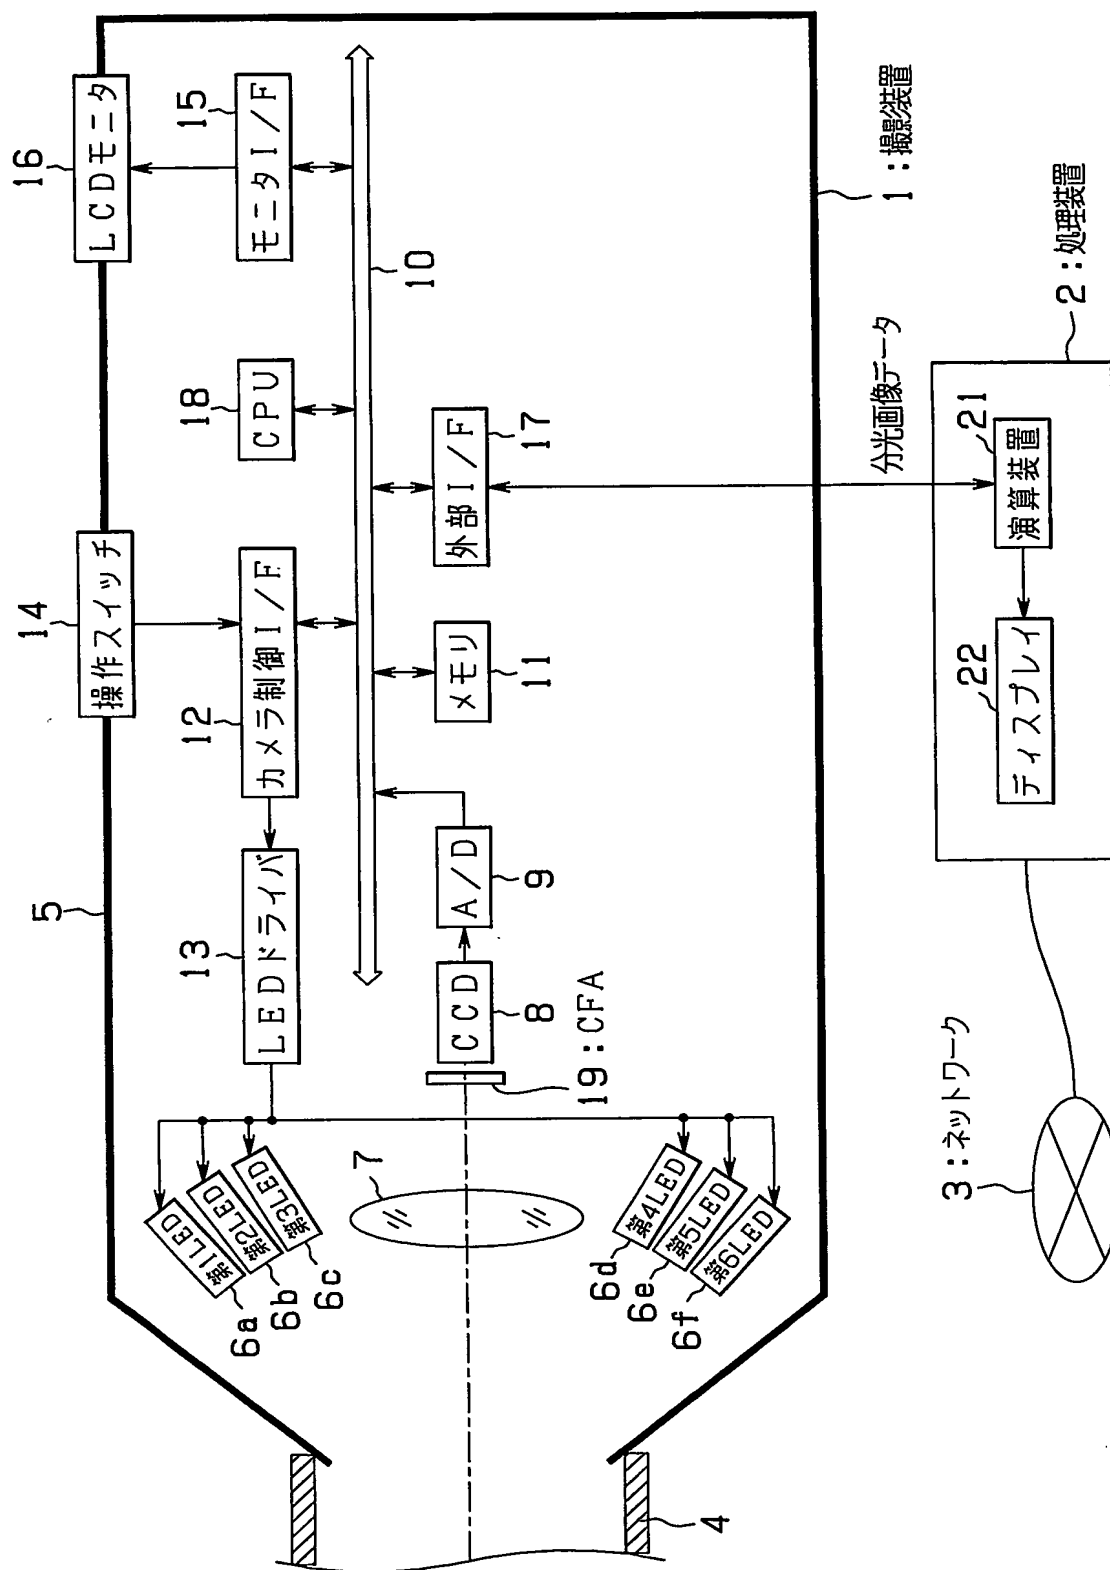 16
LCDモニタ
15
モニタI/F
14
操作スイッチ
18
CPU
10
12
カメラ制御I/F
17
外部I/F
11
メモリ
5
13
LEDドライバ
9
A/D
8
CCD
19:CFA
7
第1LED
第2LED
第3LED
6a
6b
6c
第4LED
第5LED
第6LED
6d
6e
6f
4
1:撮影装置
分光画像データ
2:処理装置
21
演算装置
22
ディスプレイ
3:ネットワーク